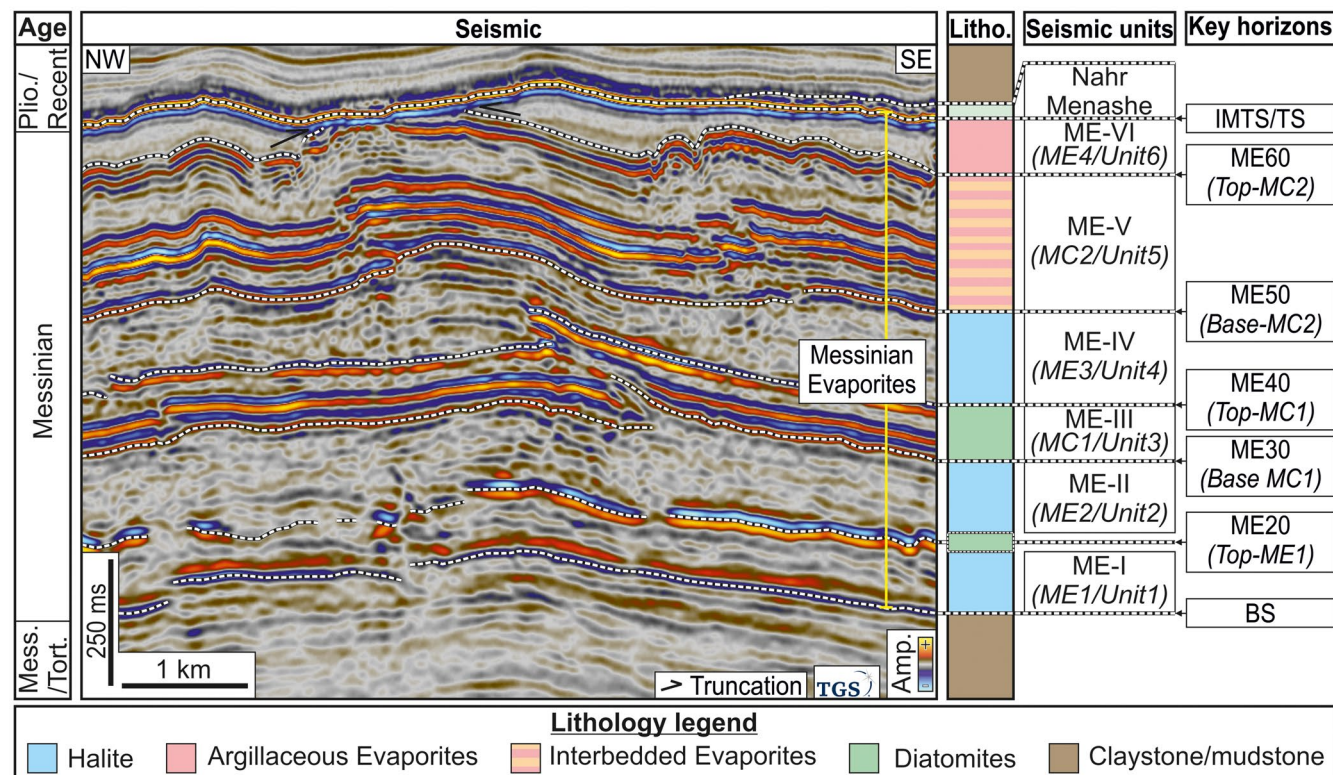 Age
Seismic
Litho.
Seismic units
Key horizons
Plio./
Recent
Messinian
Mess.
/Tort.
NW
SE
Messinian
Evaporites
250 ms
1 km
Truncation
TGS
Amp.
+
Nahr
Menashe
ME-VI
(ME4/Unit6)
ME-V
(MC2/Unit5)
ME-IV
(ME3/Unit4)
ME-III
(MC1/Unit3)
ME-II
(ME2/Unit2)
ME-I
(ME1/Unit1)
IMTS/TS
ME60
(Top-MC2)
ME50
(Base-MC2)
ME40
(Top-MC1)
ME30
(Base MC1)
ME20
(Top-ME1)
BS
Lithology legend
Halite
Argillaceous Evaporites
Interbedded Evaporites
Diatomites
Claystone/mudstone